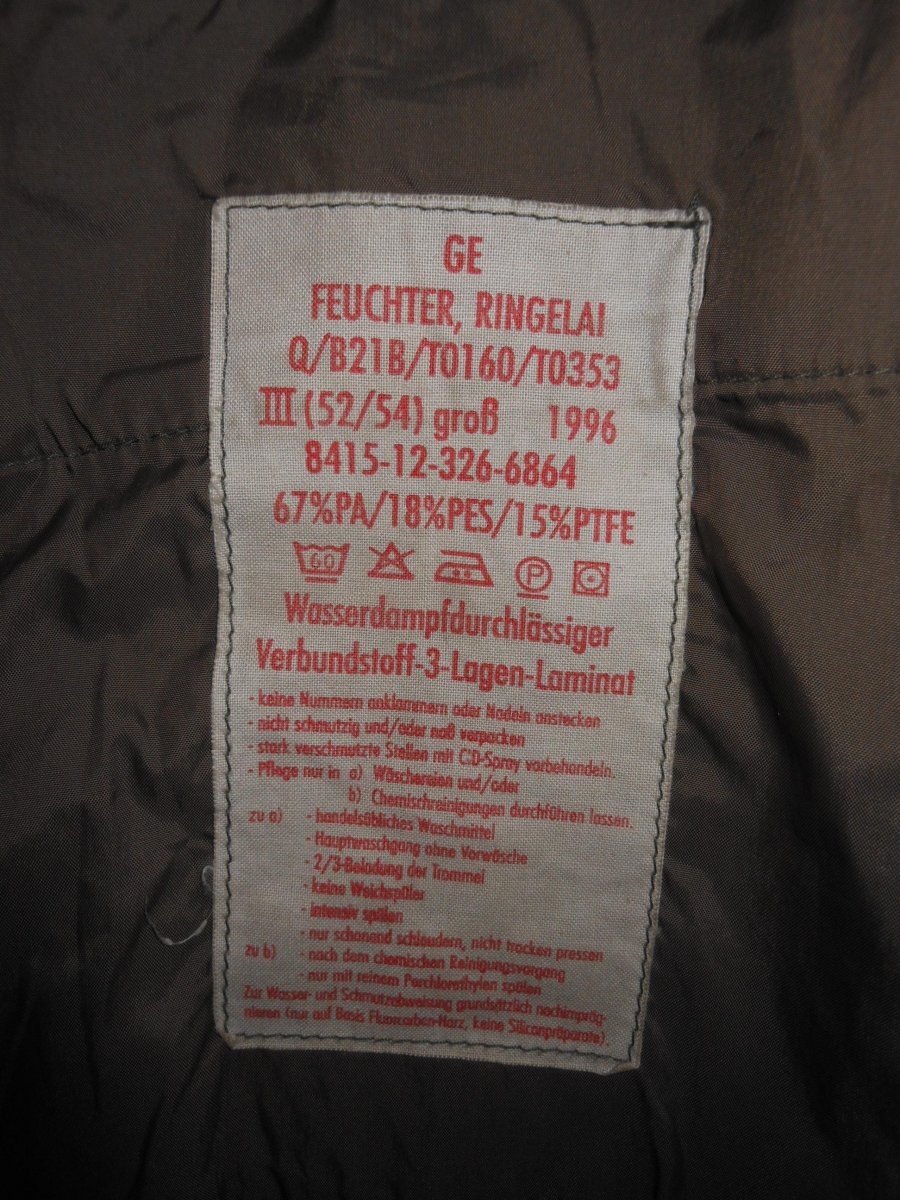 GE
FEUCHTER, RINGELAI
Q/B21B/T0160/T0353
III (52/54) groß 1996
8415-12-326-6864
67%PA/18%PES/15%PTFE
60 P
Wasserdampfdurchlässiger
Verbundstoff-3-Lagen-Laminat
- keine Nummern anklammern oder Nadeln anstecken
- nicht schmutzig und/oder naß verpacken
- stark verschmutzte Stellen mit C:D-Spray vorbehandeln.
- Pflege nur in a) Wäschereien und/oder
b) Chemischreinigungen durchführen lassen.
zu a) - handelsübliches Waschmittel
- Hauptwaschgang ohne Vorwäsche
- 2/3-Beladung der Trommel
- keine Weichspüler
- intensiv spülen
- nur schonend schleudern, nicht trocken pressen
zu b) - nach dem chemischen Reinigungsvorgang
- nur mit reinem Perchlorethylen spülen
Zur Wasser- und Schmutzabweisung grundsätzlich nachimpräg-
nieren (nur auf Basis Fluorcarbon-Harz, keine Siliconpräparate).